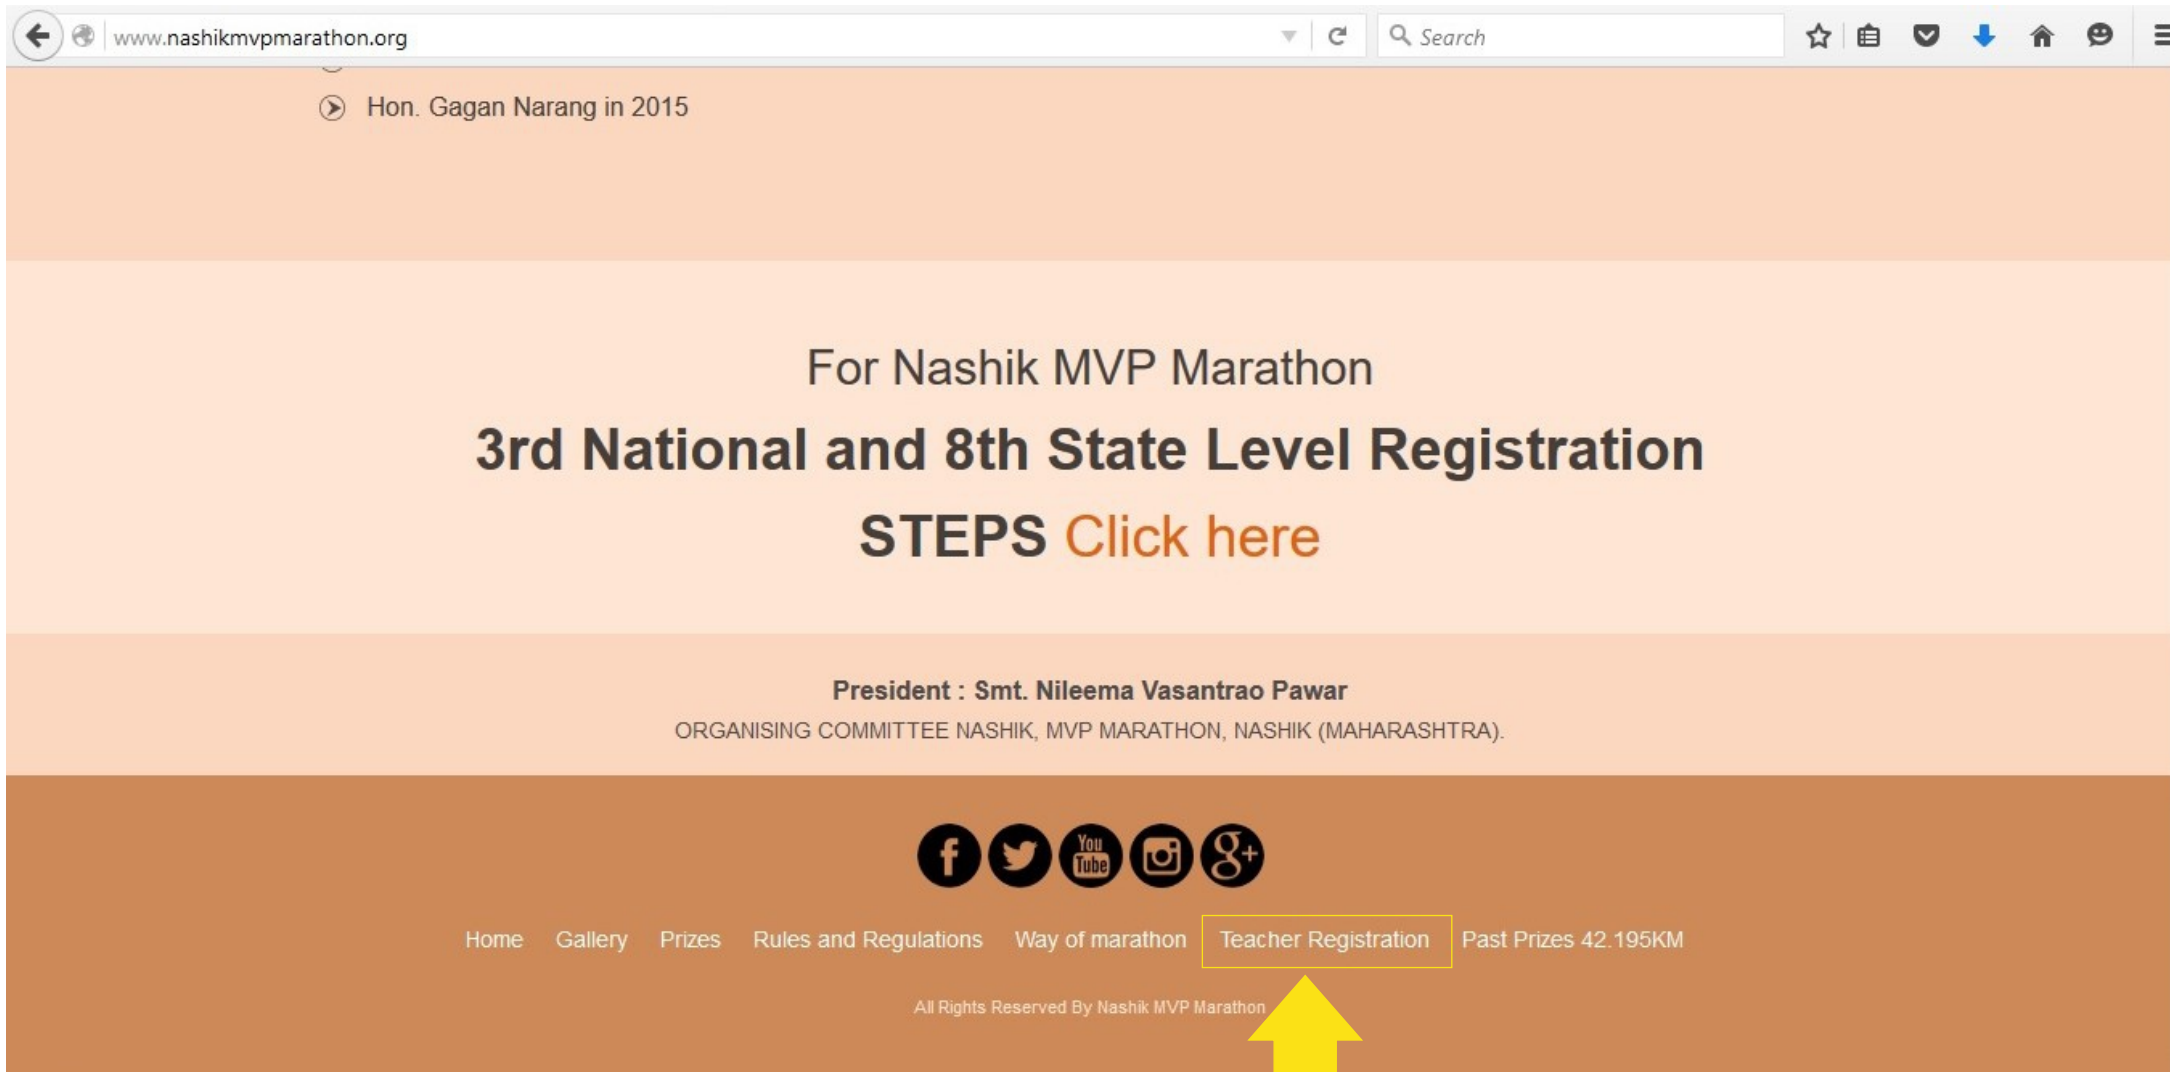 www.nashikmvpmarathon.org
Search
Hon. Gagan Narang in 2015
For Nashik MVP Marathon
3rd National and 8th State Level Registration
STEPS Click here
President : Smt. Nileema Vasantrao Pawar
ORGANISING COMMITTEE NASHIK, MVP MARATHON, NASHIK (MAHARASHTRA).
You
Tube
g+
Home Gallery Prizes Rules and Regulations Way of marathon Teacher Registration Past Prizes 42.195KM
All Rights Reserved By Nashik MVP Marathon